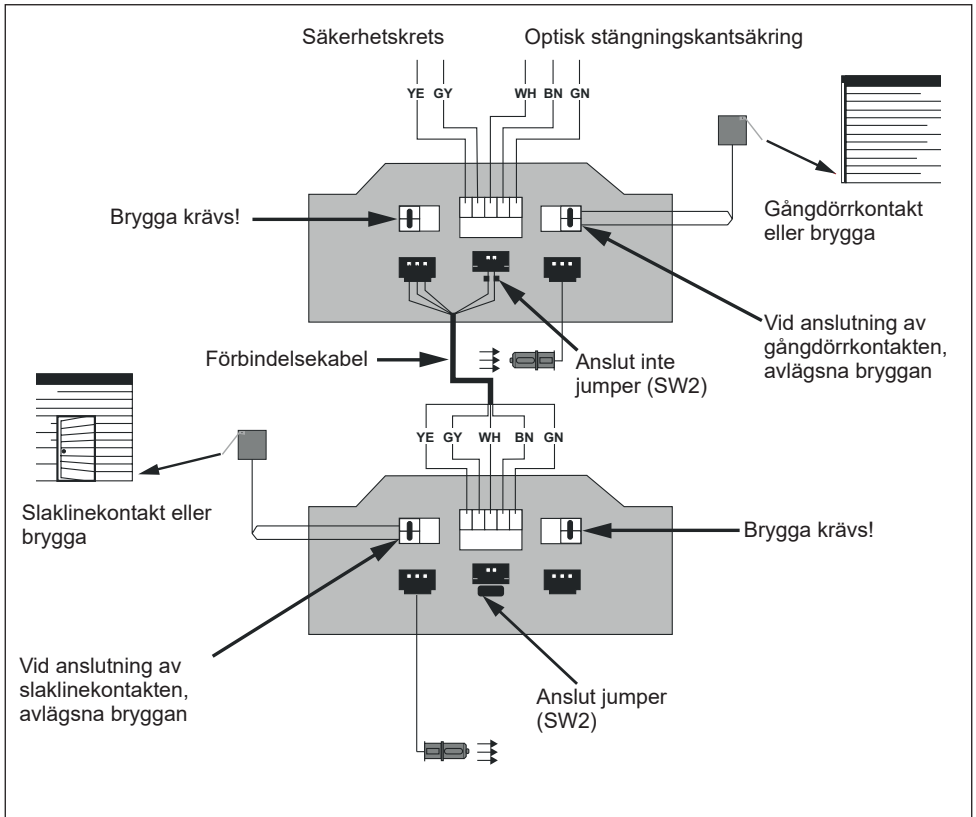 Säkerhetskrets
Optisk stängningskantsäkring
YE GY WH BN GN
Brygga krävs!
Gångdörrkontakt
eller brygga
Vid anslutning av
gångdörrkontakten,
avlägsna bryggan
Förbindelsekabel
Anslut inte
jumper (SW2)
YE GY WH BN GN
Slaklinekontakt eller
brygga
Brygga krävs!
Vid anslutning av
slaklinekontakten,
avlägsna bryggan
Anslut jumper
(SW2)